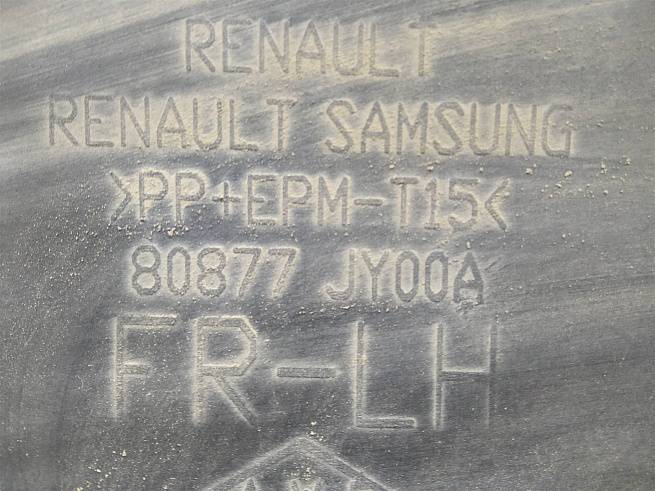 RENAULT
RENAULT SAMSUNG
>PP+EPM-T15<
80877 JY00A
FR-LH